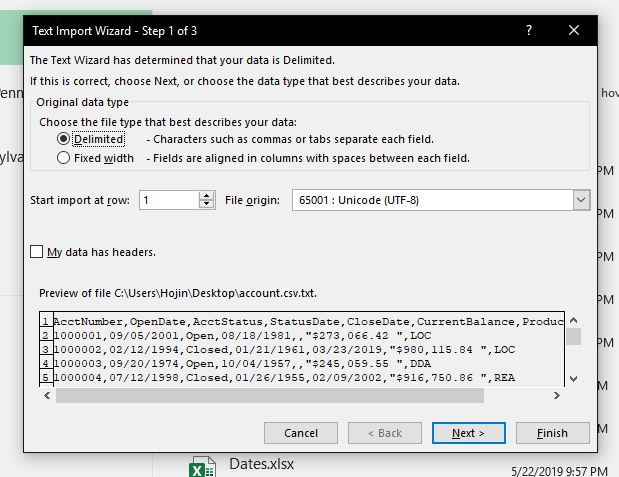 Text Import Wizard - Step 1 of 3
? ×
The Text Wizard has determined that your data is Delimited.
If this is correct, choose Next, or choose the data type that best describes your data.
Original data type
Choose the file type that best describes your data:
Delimited - Characters such as commas or tabs separate each field.
Fixed width - Fields are aligned in columns with spaces between each field.
Start import at row: 1 File origin: 65001 : Unicode (UTF-8)
My data has headers.
Preview of file C:\Users\Hojin\Desktop\account.csv.txt.
1 AcctNumber,OpenDate,AcctStatus,StatusDate,CloseDate,CurrentBalance,Produc
2 1000001,09/05/2001,Open,08/18/1981,,"$273,066.42 ",LOC
3 1000002,02/12/1994,Closed,01/21/1961,03/23/2019,"$980,115.84 ",LOC
4 1000003,09/20/1974,Open,10/04/1957,,"$245,059.55 ",DDA
5 1000004,07/12/1998,Closed,01/26/1955,02/09/2002,"$916,750.86 ",REA
Cancel < Back Next > Finish
Penn
ylva
hov
PM
PM
PM
PM
PM
PM
M
Dates.xlsx
5/22/2019 9:57 PM